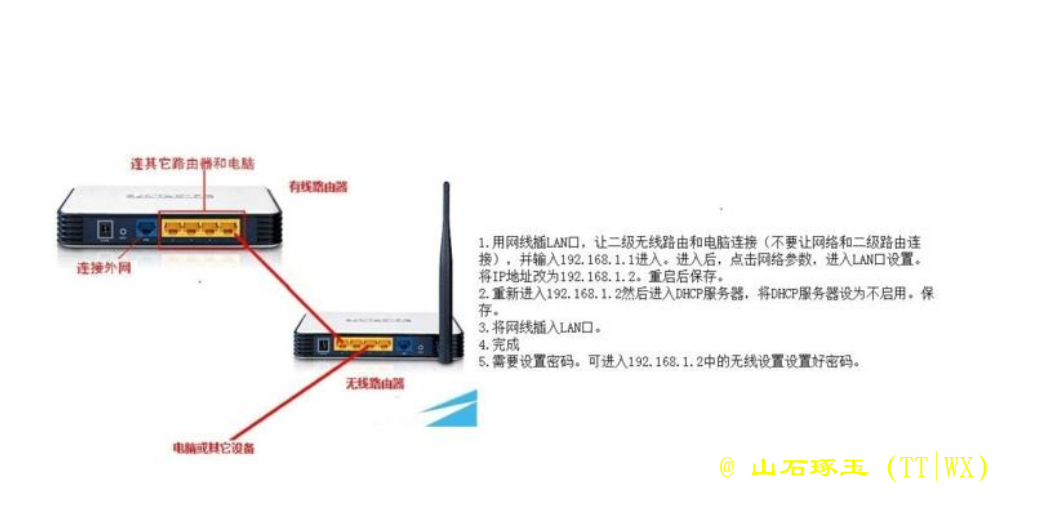 连其它路由器和电脑
有线路由器
连接外网
无线路由器
电脑或其它设备
1.用网线插LAN口，让二级无线路由和电脑连接（不要让网络和二级路由连
接），并输入192.168.1.1进入。进入后，点击网络参数，进入LAN口设置。
将IP地址改为192.168.1.2。重启后保存。
2.重新进入192.168.1.2然后进入DHCP服务器，将DHCP服务器设为不启用。保
存。
3.将网线插入LAN口。
4.完成
5.需要设置密码。可进入192.168.1.2中的无线设置设置好密码。
@ 山石琢玉 (TT|WX)